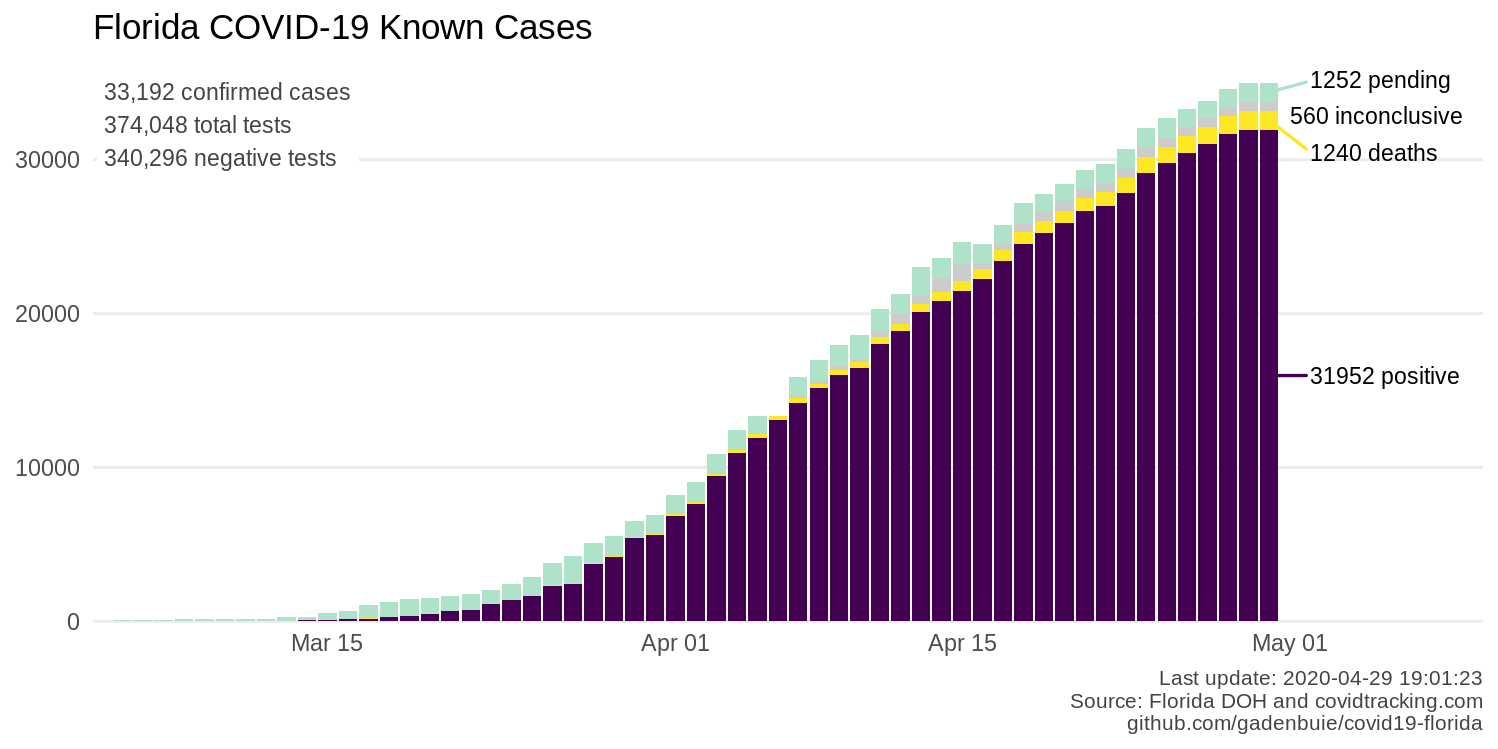 Florida COVID-19 Known Cases
33,192 confirmed cases
374,048 total tests
340,296 negative tests
1252 pending
560 inconclusive
1240 deaths
31952 positive
30000
20000
10000
0
Mar 15
Apr 01
Apr 15
May 01
Last update: 2020-04-29 19:01:23
Source: Florida DOH and covidtracking.com
github.com/gadenbuie/covid19-florida